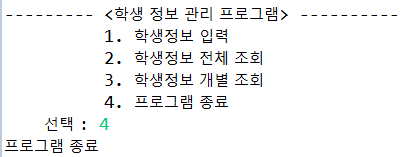 --------- <학생 정보 관리 프로그램> ----------
1. 학생정보 입력
2. 학생정보 전체 조회
3. 학생정보 개별 조회
4. 프로그램 종료
선택 : 4
프로그램 종료